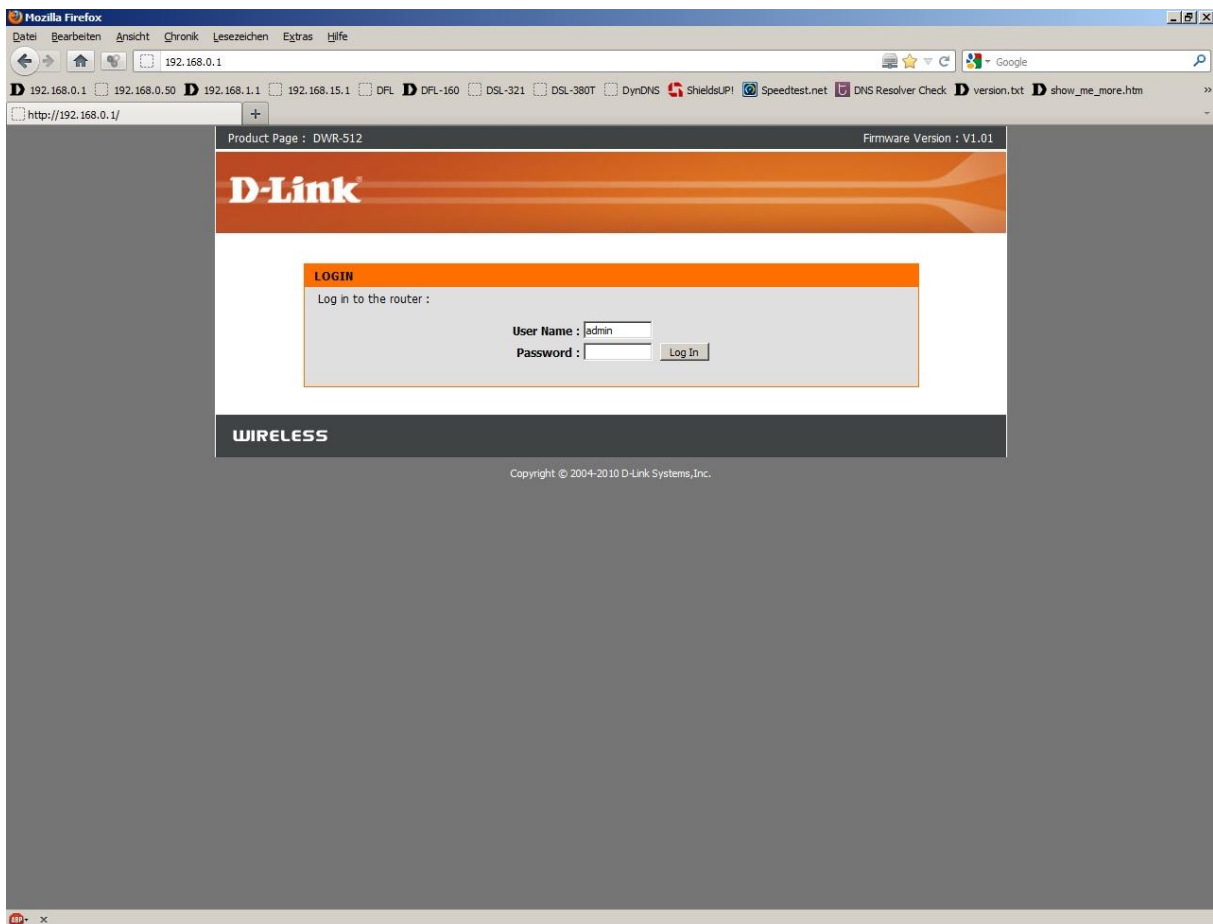 Mozilla Firefox
Datei Bearbeiten Ansicht Chronik Lesezeichen Extras Hilfe
192.168.0.1 Google
192.168.0.1 192.168.0.50 192.168.1.1 192.168.15.1 DFL DFL-160 DSL-321 DSL-380T DynDNS ShieldsUP! Speedtest.net DNS Resolver Check version.txt show_me_more.htm »
http://192.168.0.1/ +
Product Page : DWR-512 Firmware Version : V1.01
D-Link®
LOGIN
Log in to the router :
User Name : admin
Password : Log In
WIRELESS
Copyright © 2004-2010 D-Link Systems,Inc.
ABP